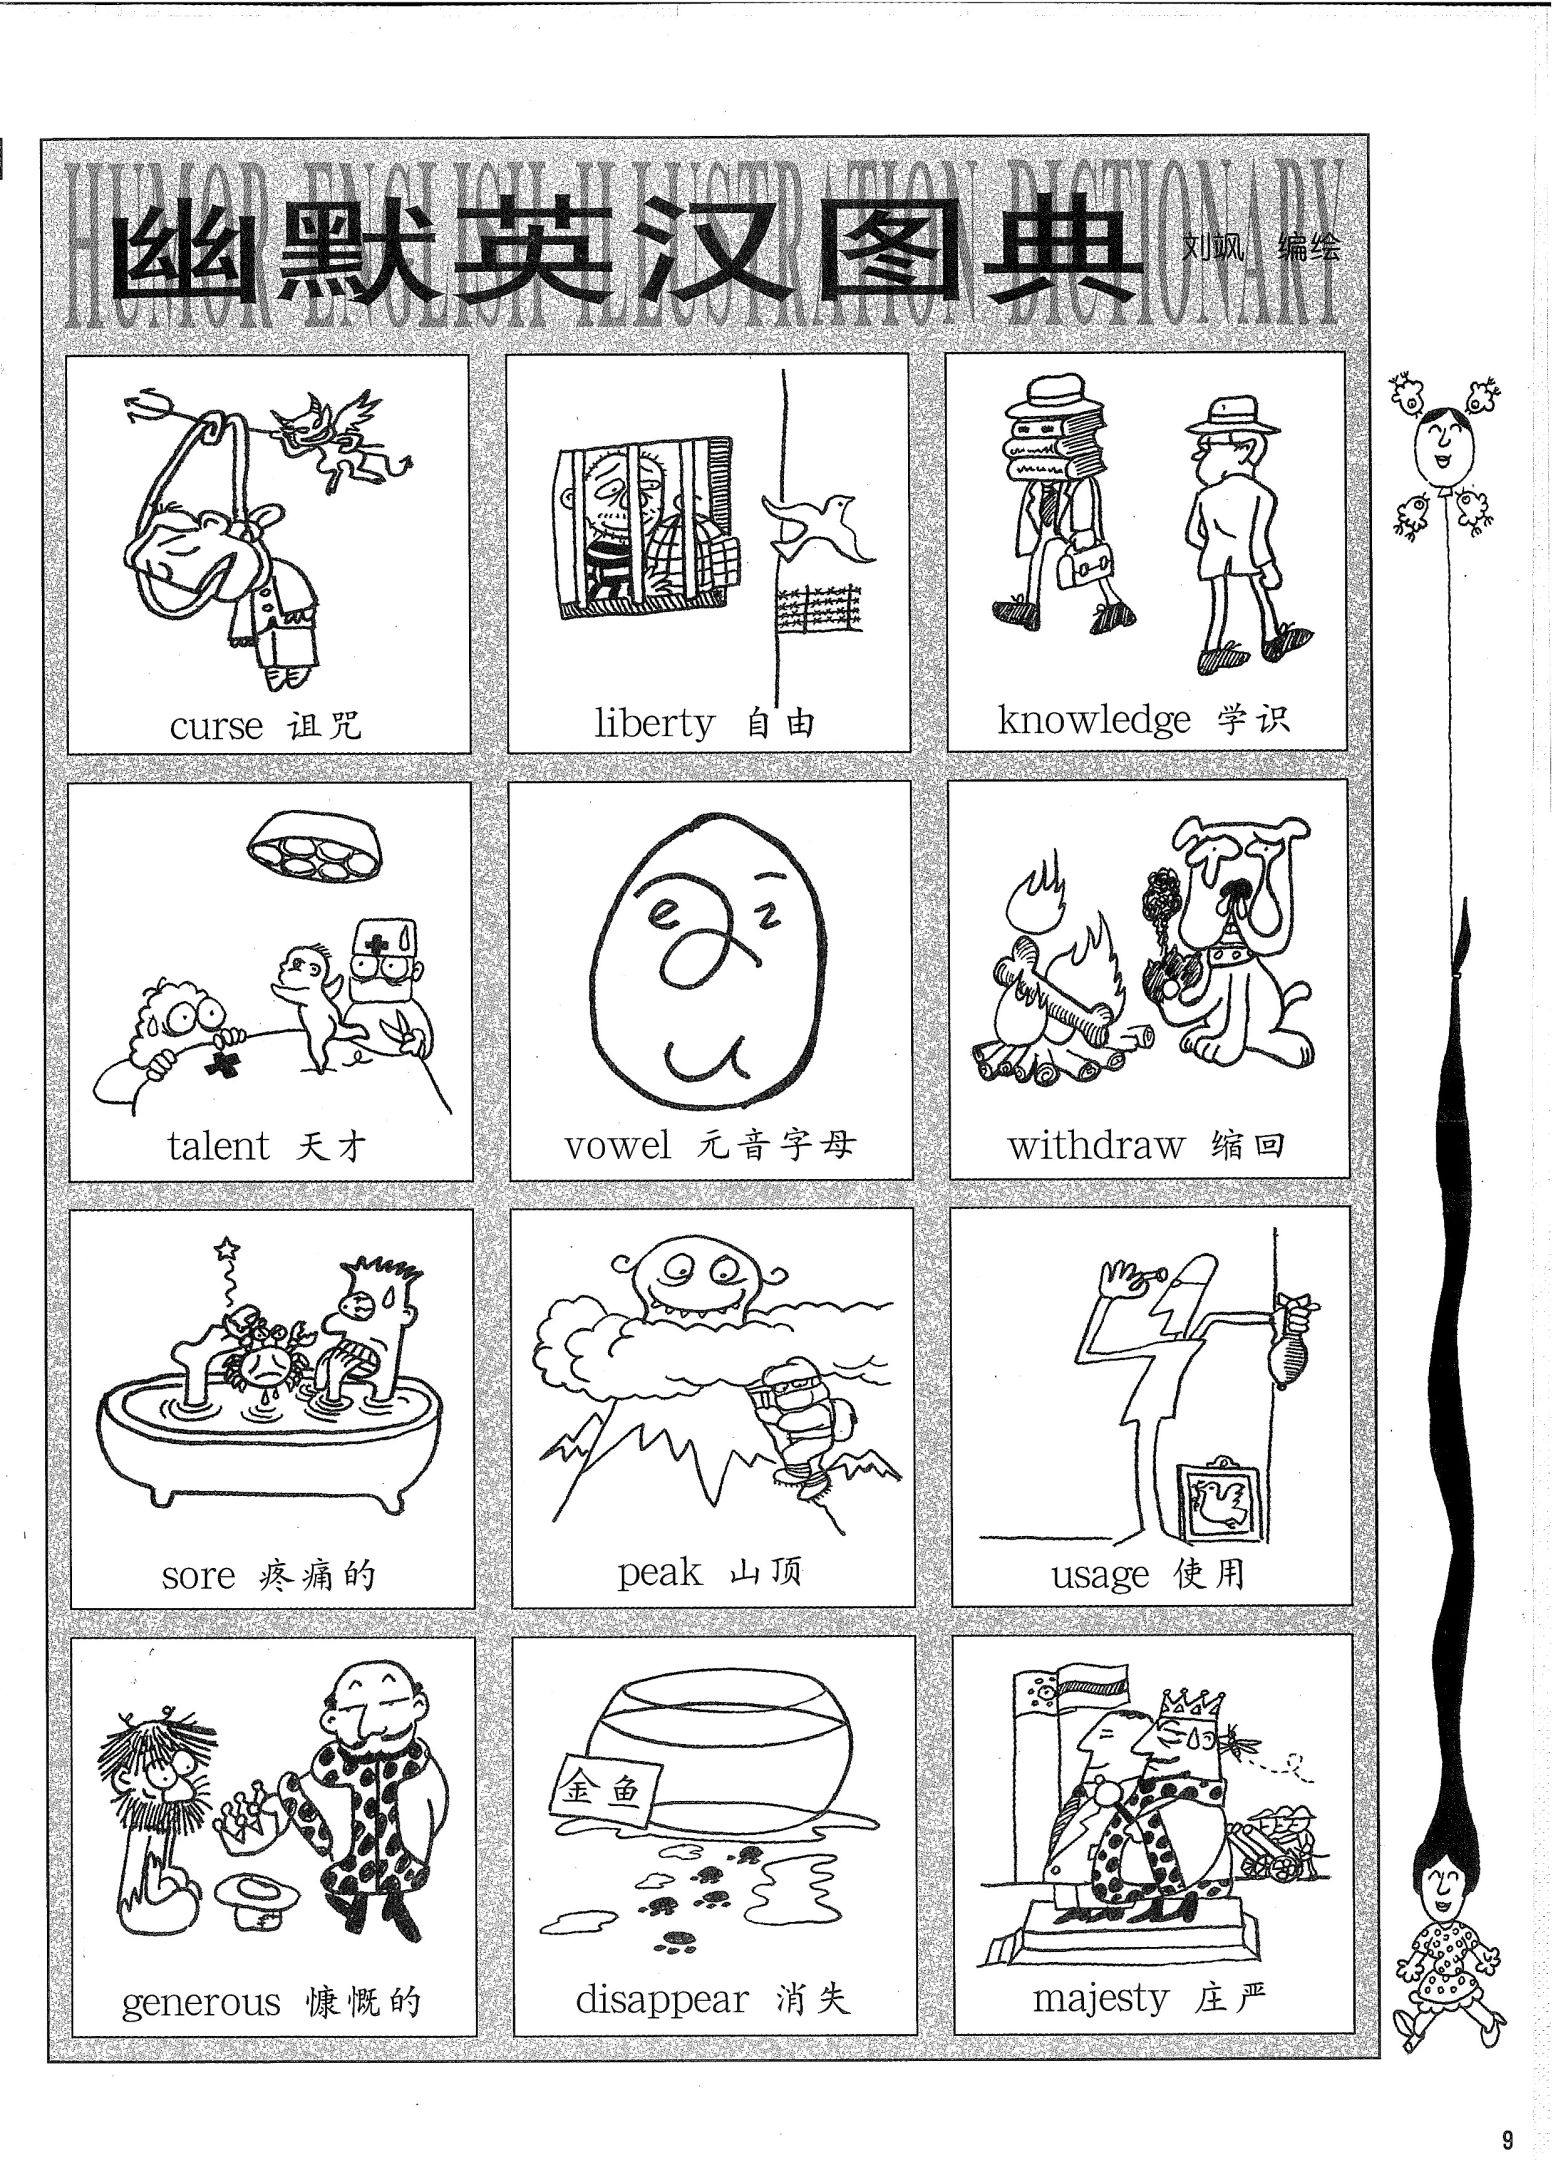 HUMOR ENGLISH ILLUSTRATION DICTIONARY
幽默英汉图典
刘飒 编绘
curse 诅咒
liberty 自由
knowledge 学识
talent 天才
vowel 元音字母
withdraw 缩回
sore 疼痛的
peak 山顶
usage 使用
金鱼
generous 慷慨的
disappear 消失
majesty 庄严
9